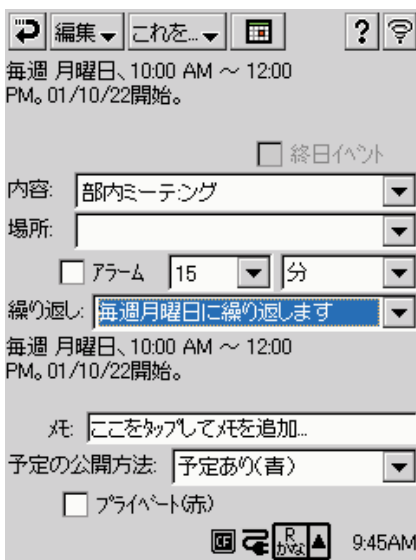 編集 これを... ?
毎週 月曜日、10:00 AM ～ 12:00
PM。01/10/22開始。
終日イベント
内容: 部内ミーテング
場所:
アラーム 15 分
繰り返し: 毎週月曜日に繰り返します
毎週 月曜日、10:00 AM ～ 12:00
PM。01/10/22開始。
メモ: ここをタップしてメモを追加...
予定の公開方法: 予定あり(青)
プライベート(赤)
CF R かな 9:45AM